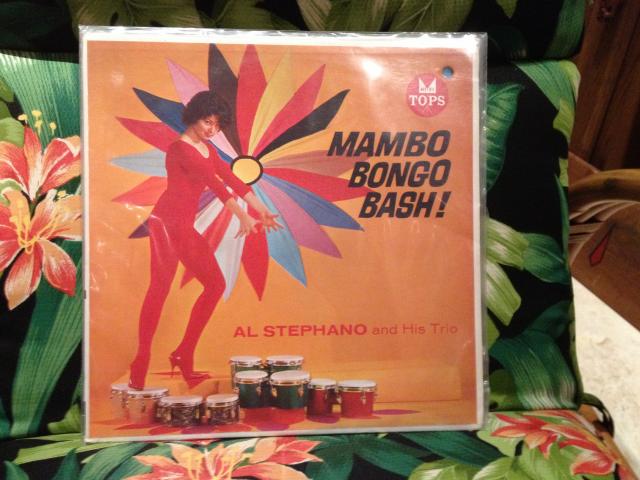 TOPS
MAMBO
BONGO
BASH!
AL STEPHANO and His Trio